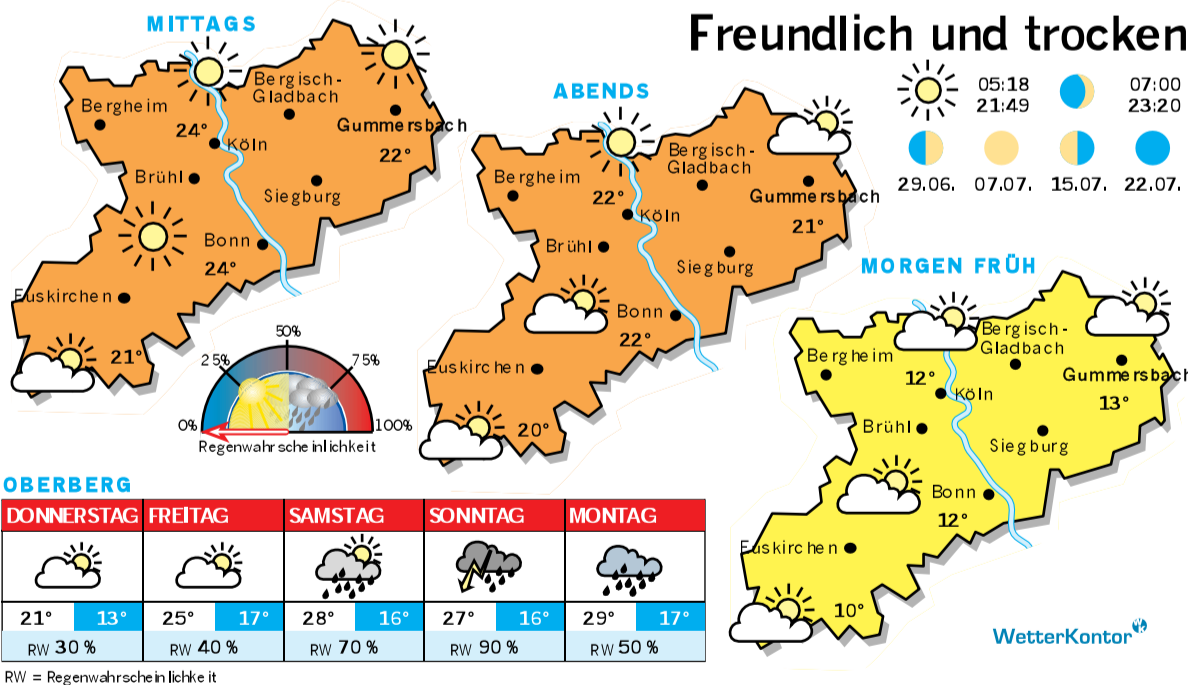 Freundlich und trocken
05:18
21:49
07:00
23:20
29.06. 07.07. 15.07. 22.07.
MITTAGS
Bergheim
Bergisch-
Gladbach
Gummersbach
24°
Köln
22°
Brühl
Siegburg
Bonn
24°
Euskirchen
21°
ABENDS
Bergheim
Bergisch-
Gladbach
Gummersbach
22°
Köln
21°
Brühl
Siegburg
Bonn
22°
Euskirchen
20°
MORGEN FRÜH
Bergheim
Bergisch-
Gladbach
Gummersbach
12°
Köln
13°
Brühl
Siegburg
Bonn
12°
Euskirchen
10°
50%
25% 75%
0% 100%
Regenwahrscheinlichkeit
OBERBERG
DONNERSTAG FREITAG SAMSTAG SONNTAG MONTAG
21° 13° 25° 17° 28° 16° 27° 16° 29° 17°
RW 30 % RW 40 % RW 70 % RW 90 % RW 50 %
RW = Regenwahrscheinlichkeit
WetterKontor